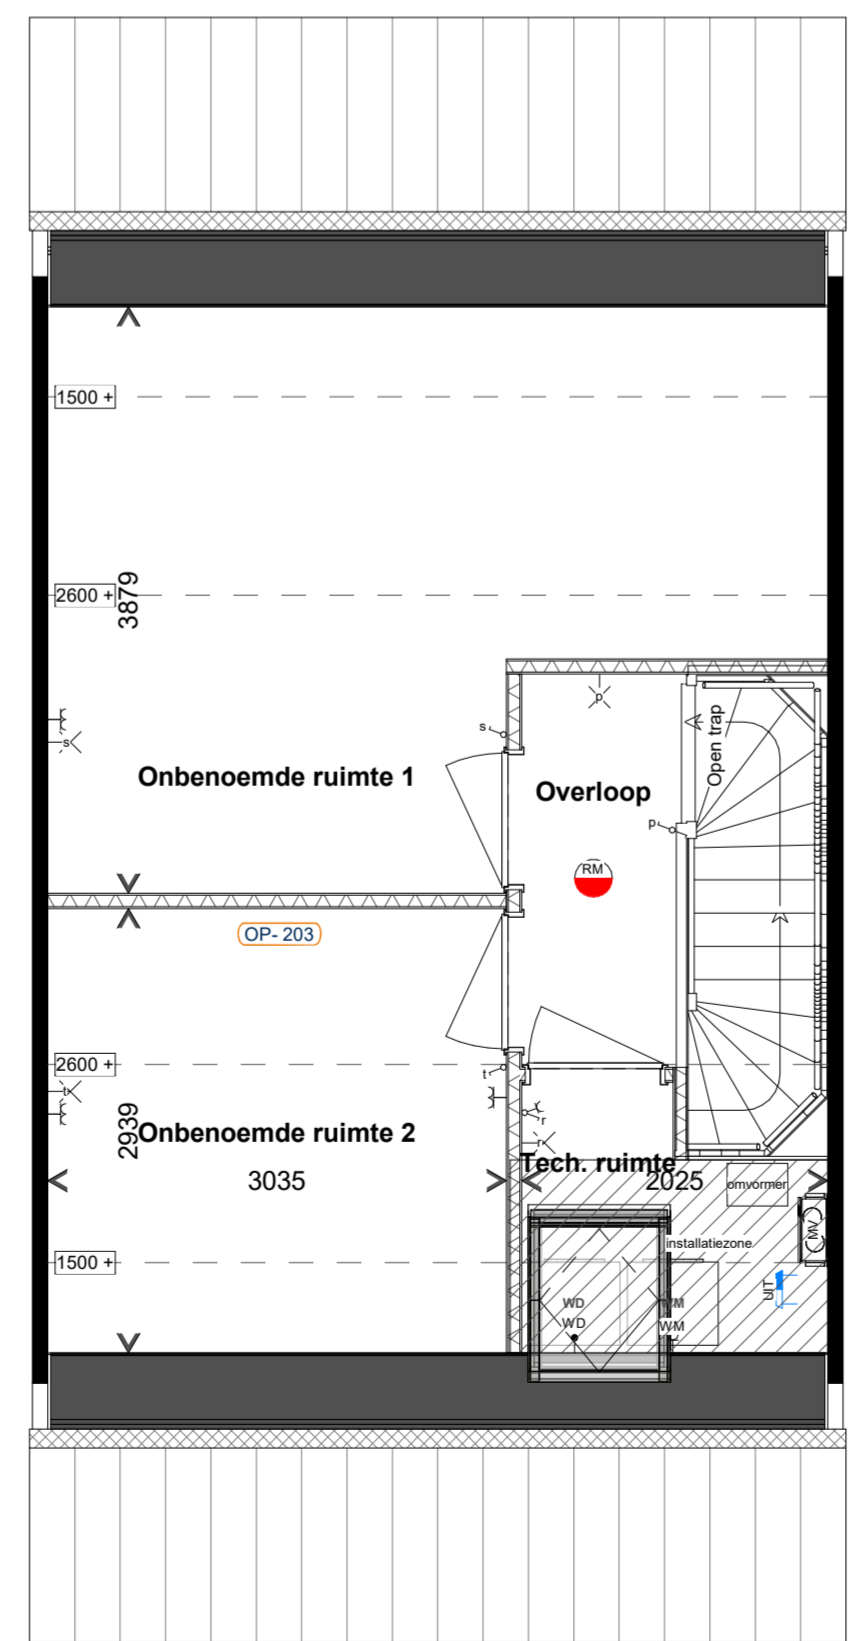 1500 +
2600 +
3879
s
s
p
Open trap
Onbenoemde ruimte 1
Overloop
p
RM
OP- 203
2600 +
t
t
2939
r
Onbenoemde ruimte 2
r
Tech. ruimte
3035
2025
omvormer
installatiezone
MV
1500 +
UIT
WD
WM
WD
WM